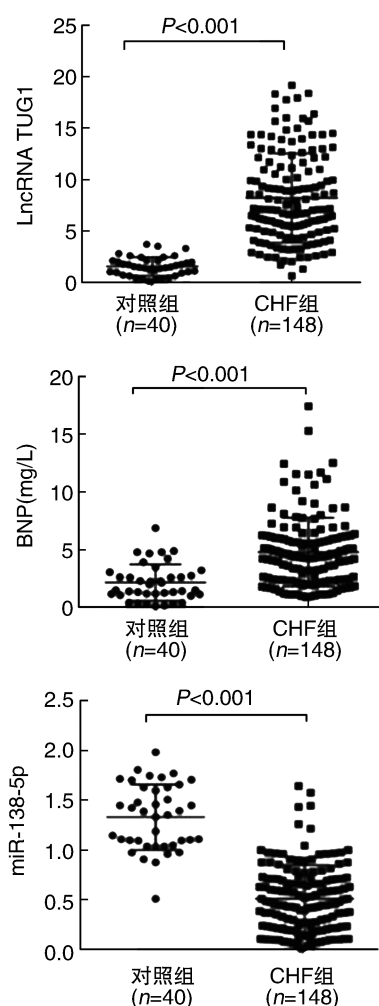 P<0.001
25
20
15
10
5
0
LncRNA TUG1
对照组
(n=40)
CHF组
(n=148)
P<0.001
20
15
10
5
0
BNP(mg/L)
对照组
(n=40)
CHF组
(n=148)
P<0.001
2.5
2.0
1.5
1.0
0.5
0.0
miR-138-5p
对照组
(n=40)
CHF组
(n=148)